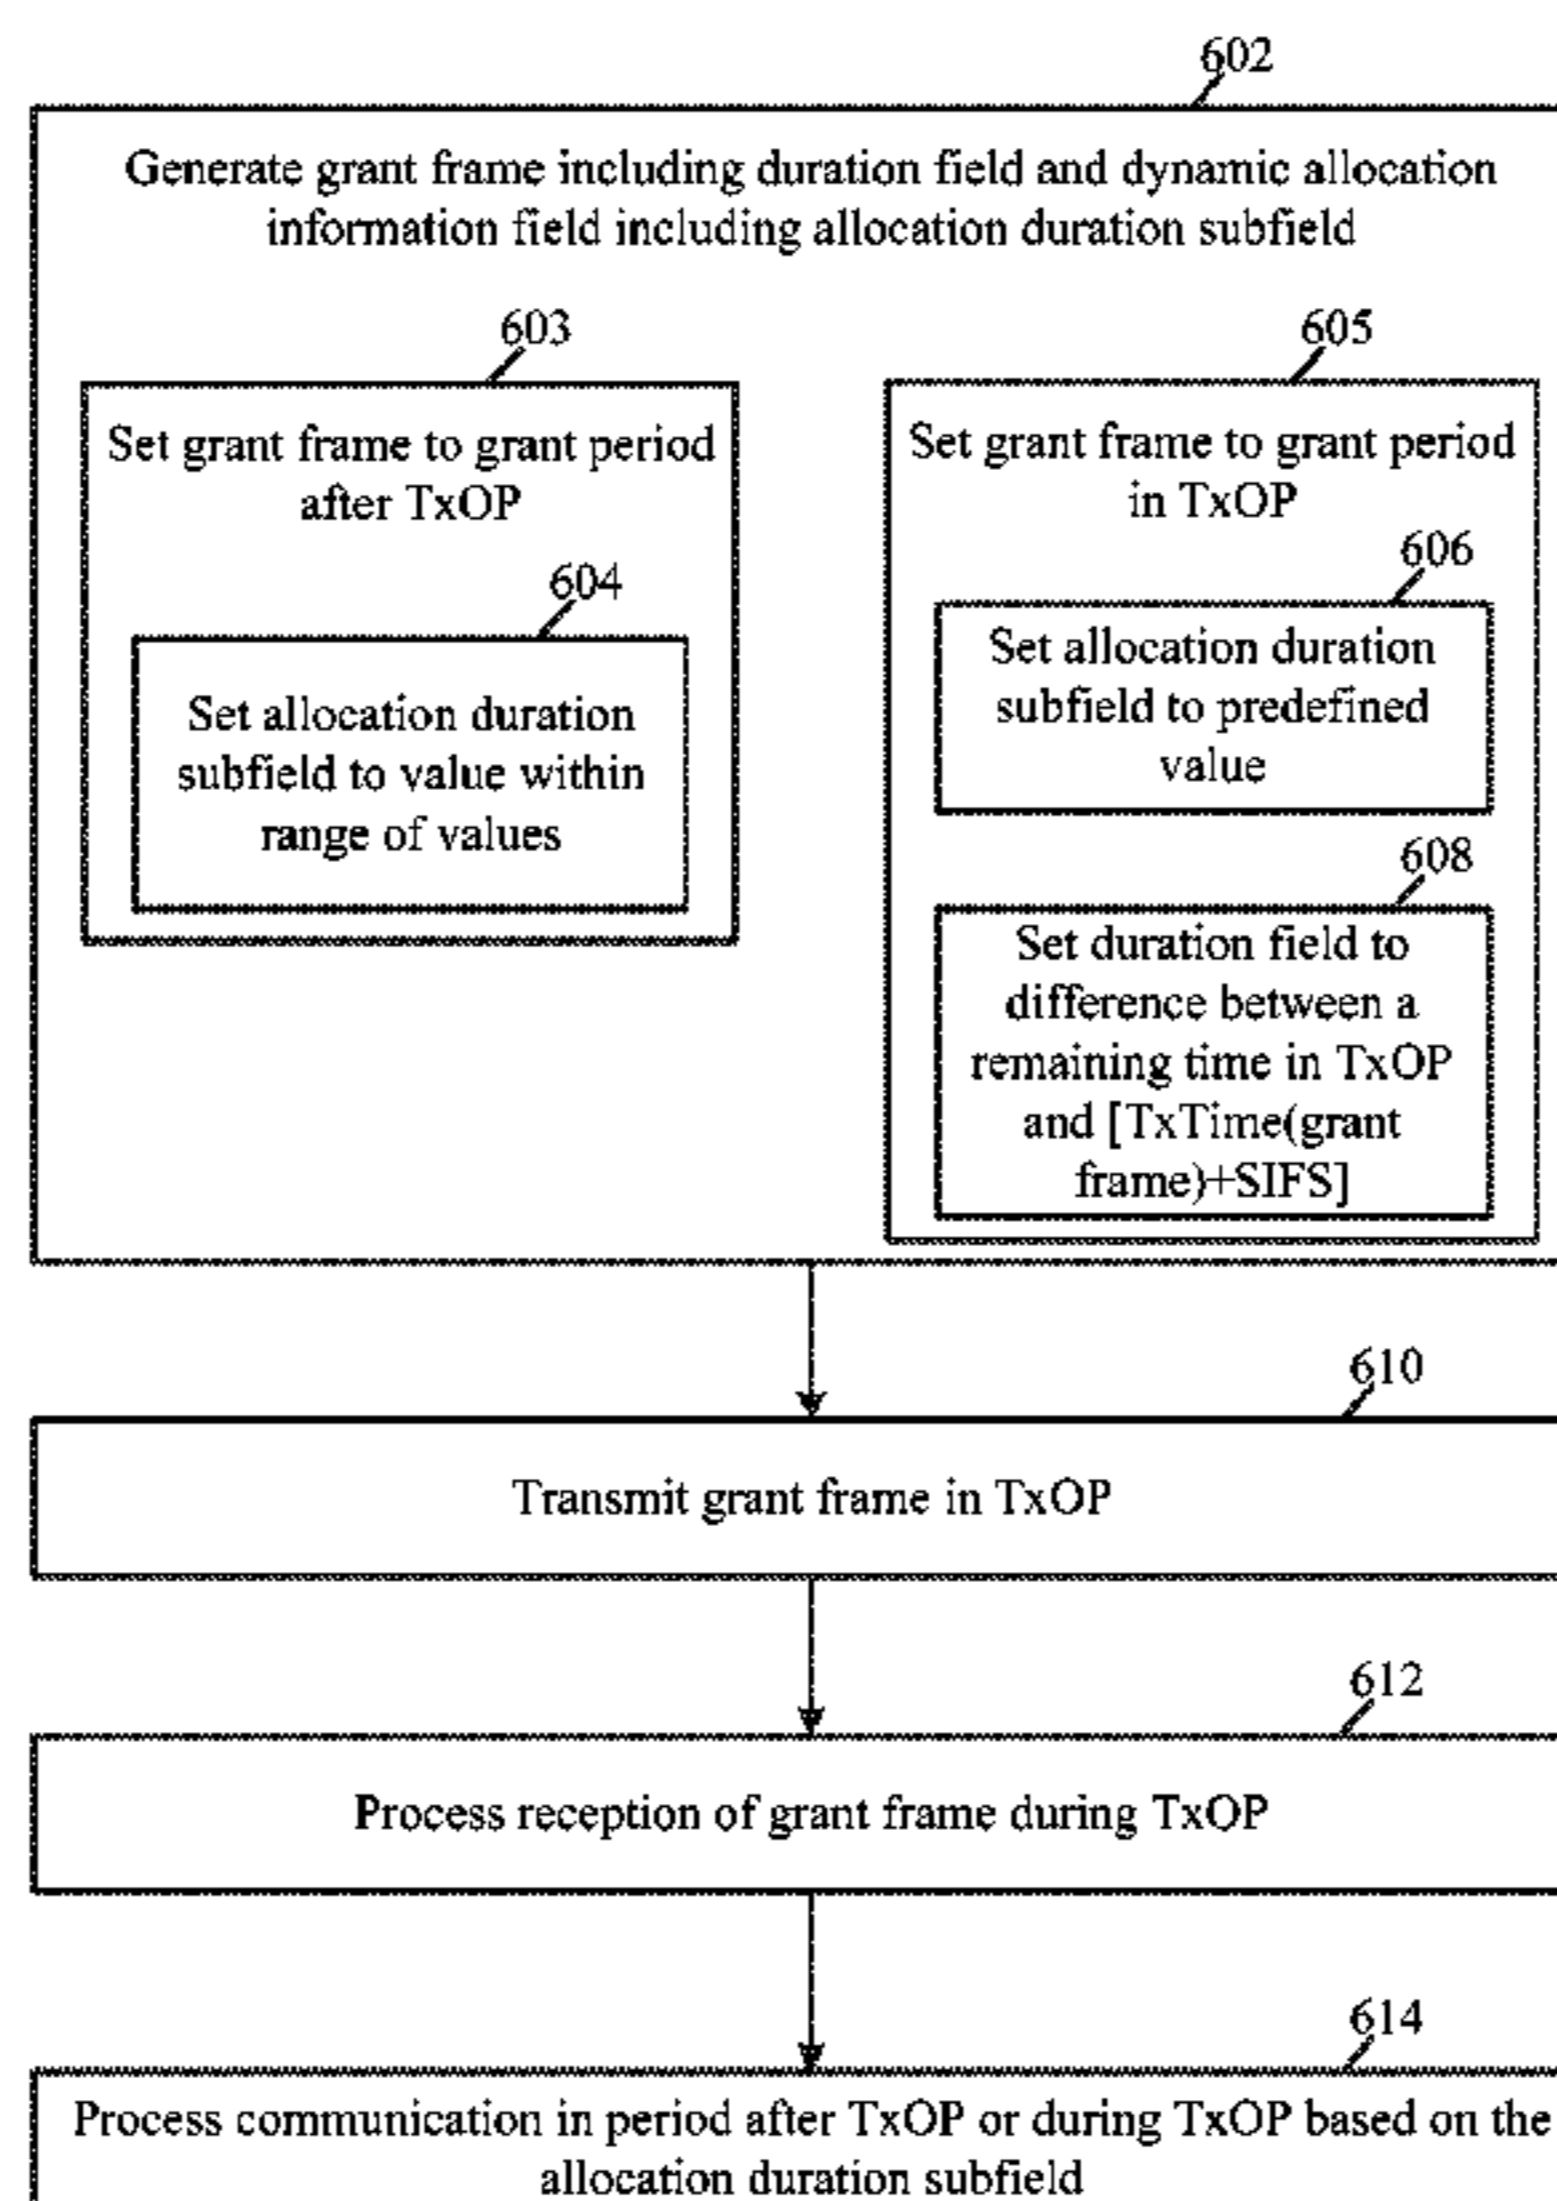 602
Generate grant frame including duration field and dynamic allocation
information field including allocation duration subfield
603
Set grant frame to grant period
after TxOP
604
Set allocation duration
subfield to value within
range of values
605
Set grant frame to grant period
in TxOP
606
Set allocation duration
subfield to predefined
value
608
Set duration field to
difference between a
remaining time in TxOP
and [TxTime(grant
frame)+SIFS]
610
Transmit grant frame in TxOP
612
Process reception of grant frame during TxOP
614
Process communication in period after TxOP or during TxOP based on the
allocation duration subfield